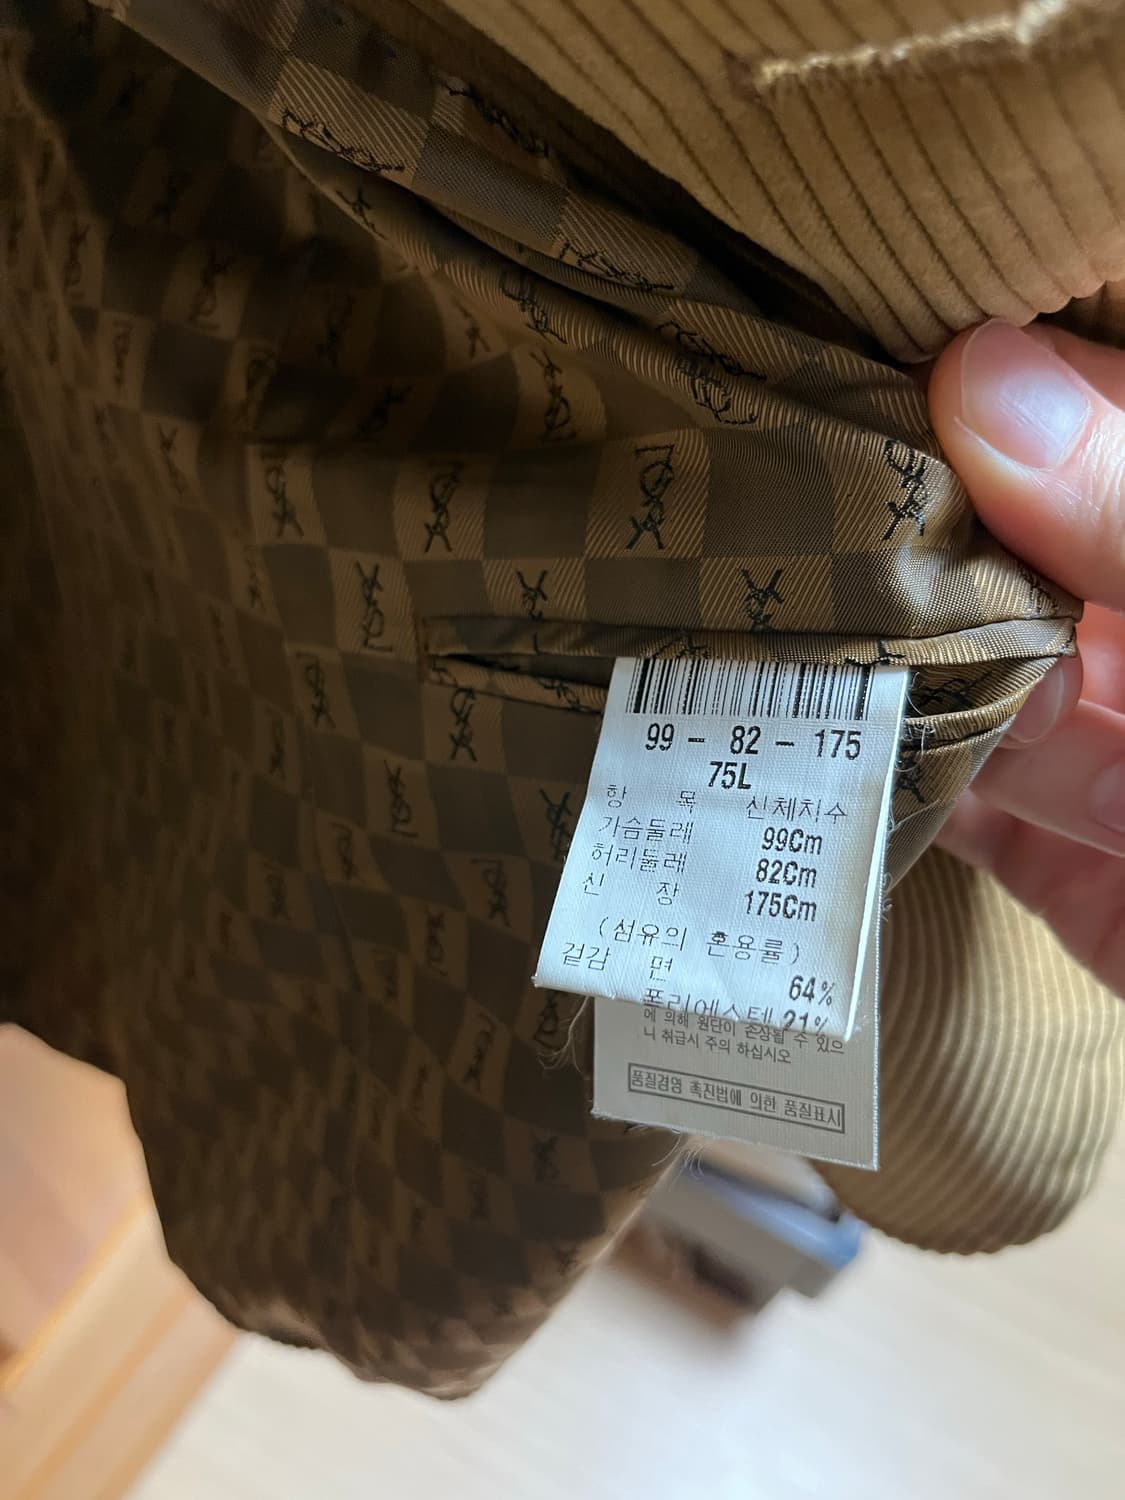 99 - 82 - 175
75L
항 목 신체치수
가슴둘레 99Cm
허리둘레 82Cm
신 장 175Cm
(섬유의 혼용률)
겉감 면 64%
폴리에스테 21%
에 의해 원단이 손상될 수 있으
니 취급시 주의 하십시오
품질경영 촉진법에 의한 품질표시
YSL